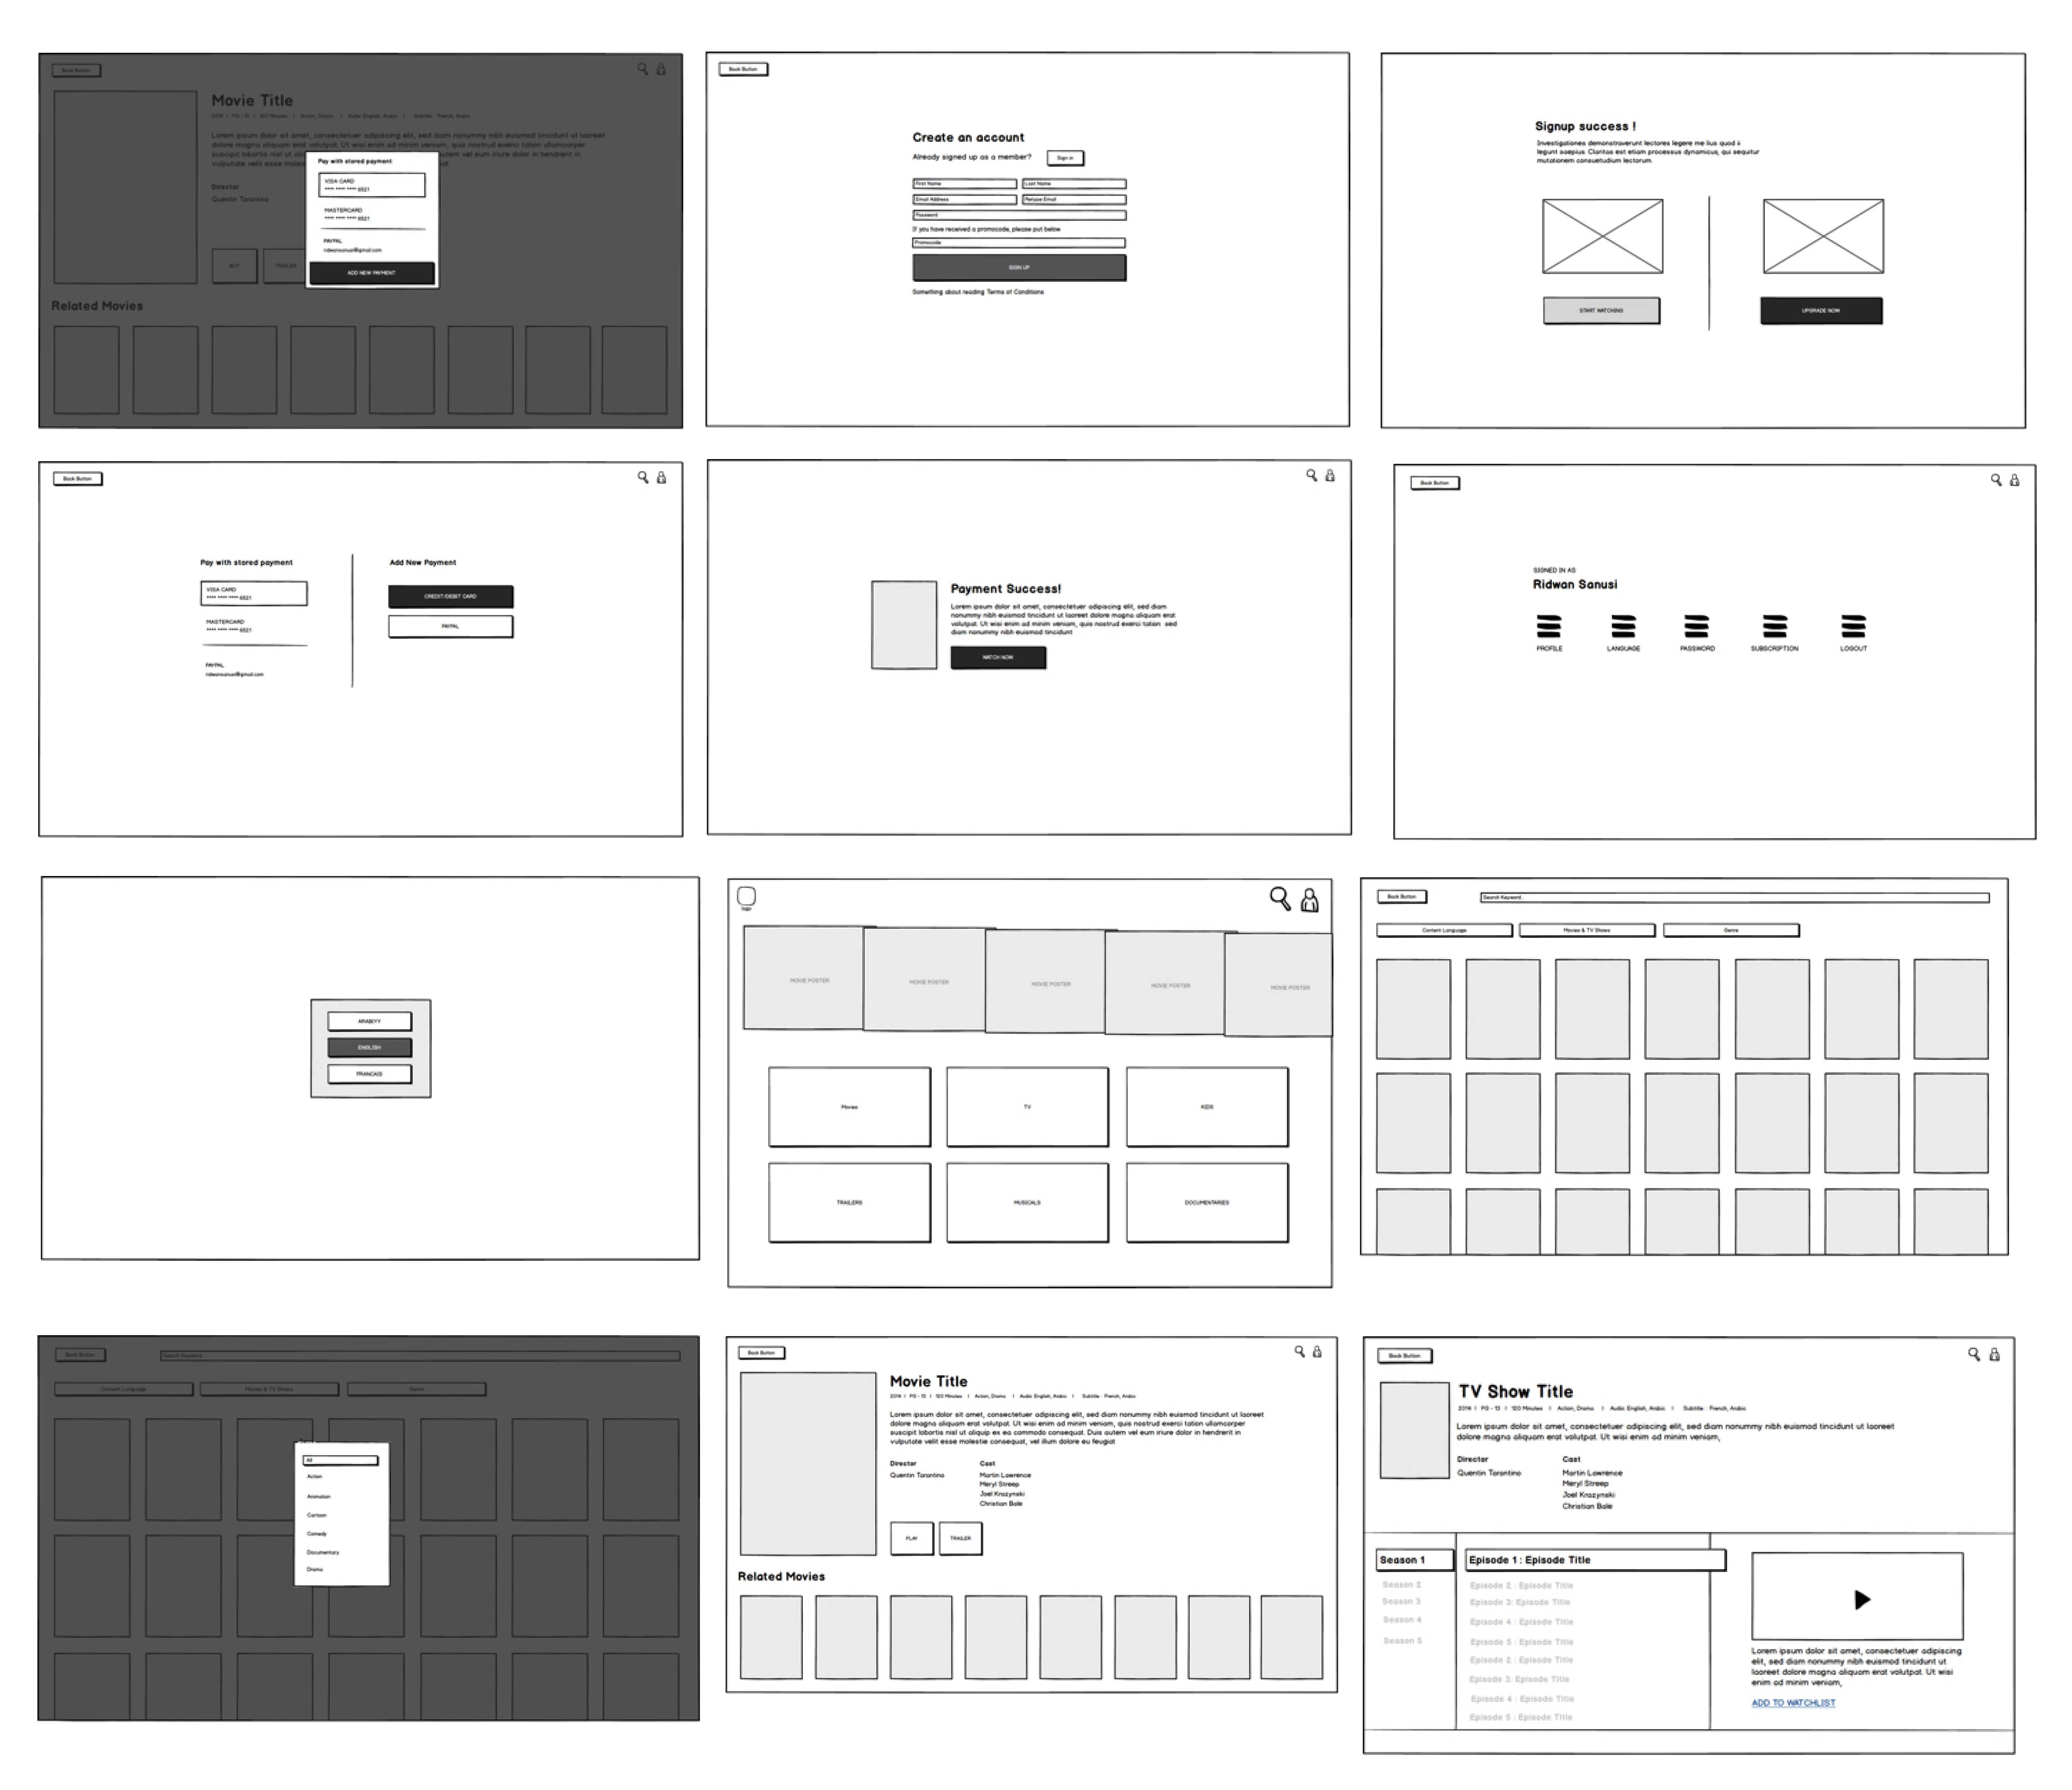 Back Button
Movie Title
2014 | PG - 13 | 120 Minutes | Action, Drama | Audio: English, Arabic | Subtitle : French, Arabic
Lorem ipsum dolor sit amet, consectetuer adipiscing elit, sed diam nonummy nibh euismod tincidunt ut laoreet
dolore magna aliquam erat volutpat. Ut wisi enim ad minim veniam, quis nostrud exerci tation ullamcorper
suscipit lobortis nisl ut aliq
autem vel eum iriure dolor in hendrerit in
vulputate velit esse moles
at
Director
Quentin Tarantino
BUY
TRAILER
Pay with stored payment
VISA CARD
**** **** **** 6521
MASTERCARD
**** **** **** 6521
PAYPAL
ridwansanusi@gmail.com
ADD NEW PAYMENT
Related Movies
Back Button
Create an account
Already signed up as a member?
Sign in
First Name
Last Name
Email Address
Retype Email
Password
If you have received a promocode, please put below
Promocode
SIGN UP
Something about reading Terms of Conditions
Signup success !
Investigationes demonstraverunt lectores legere me lius quod ii
legunt saepius. Claritas est etiam processus dynamicus, qui sequitur
mutationem consuetudium lectorum.
START WATCHING
UPGRADE NOW
Back Button
Pay with stored payment
VISA CARD
**** **** **** 6521
MASTERCARD
**** **** **** 6521
PAYPAL
ridwansanusi@gmail.com
Add New Payment
CREDIT/DEBIT CARD
PAYPAL
Payment Success!
Lorem ipsum dolor sit amet, consectetuer adipiscing elit, sed diam
nonummy nibh euismod tincidunt ut laoreet dolore magna aliquam erat
volutpat. Ut wisi enim ad minim veniam, quis nostrud exerci tation sed
diam nonummy nibh euismod tincidunt
WATCH NOW
Back Button
SIGNED IN AS
Ridwan Sanusi
PROFILE
LANGUAGE
PASSWORD
SUBSCRIPTION
LOGOUT
ARABIYY
ENGLISH
FRANCAIS
logo
MOVIE POSTER
MOVIE POSTER
MOVIE POSTER
MOVIE POSTER
MOVIE POSTER
Movies
TV
KIDS
TRAILERS
MUSICALS
DOCUMENTARIES
Back Button
Search Keyword..
Content Language
Movies & TV Shows
Genre
Back Button
Search Keyword..
Content Language
Movies & TV Shows
Genre
All
Action
Animation
Cartoon
Comedy
Documentary
Drama
Back Button
Movie Title
2014 | PG - 13 | 120 Minutes | Action, Drama | Audio: English, Arabic | Subtitle : French, Arabic
Lorem ipsum dolor sit amet, consectetuer adipiscing elit, sed diam nonummy nibh euismod tincidunt ut laoreet
dolore magna aliquam erat volutpat. Ut wisi enim ad minim veniam, quis nostrud exerci tation ullamcorper
suscipit lobortis nisl ut aliquip ex ea commodo consequat. Duis autem vel eum iriure dolor in hendrerit in
vulputate velit esse molestie consequat, vel illum dolore eu feugiat
Director
Quentin Tarantino
Cast
Martin Lawrence
Meryl Streep
Joel Krazynski
Christian Bale
PLAY
TRAILER
Related Movies
Back Button
TV Show Title
2014 | PG - 13 | 120 Minutes | Action, Drama | Audio: English, Arabic | Subtitle : French, Arabic
Lorem ipsum dolor sit amet, consectetuer adipiscing elit, sed diam nonummy nibh euismod tincidunt ut laoreet
dolore magna aliquam erat volutpat. Ut wisi enim ad minim veniam,
Director
Quentin Tarantino
Cast
Martin Lawrence
Meryl Streep
Joel Krazynski
Christian Bale
Season 1
Season 2
Season 3
Season 4
Season 5
Episode 1 : Episode Title
Episode 2 : Episode Title
Episode 3: Episode Title
Episode 4 : Episode Title
Episode 5 : Episode Title
Episode 2 : Episode Title
Episode 3: Episode Title
Episode 4 : Episode Title
Episode 5 : Episode Title
Lorem ipsum dolor sit amet, consectetuer adipiscing
elit, sed diam nonummy nibh euismod tincidunt ut
laoreet dolore magna aliquam erat volutpat. Ut wisi
enim ad minim veniam,
ADD TO WATCHLIST